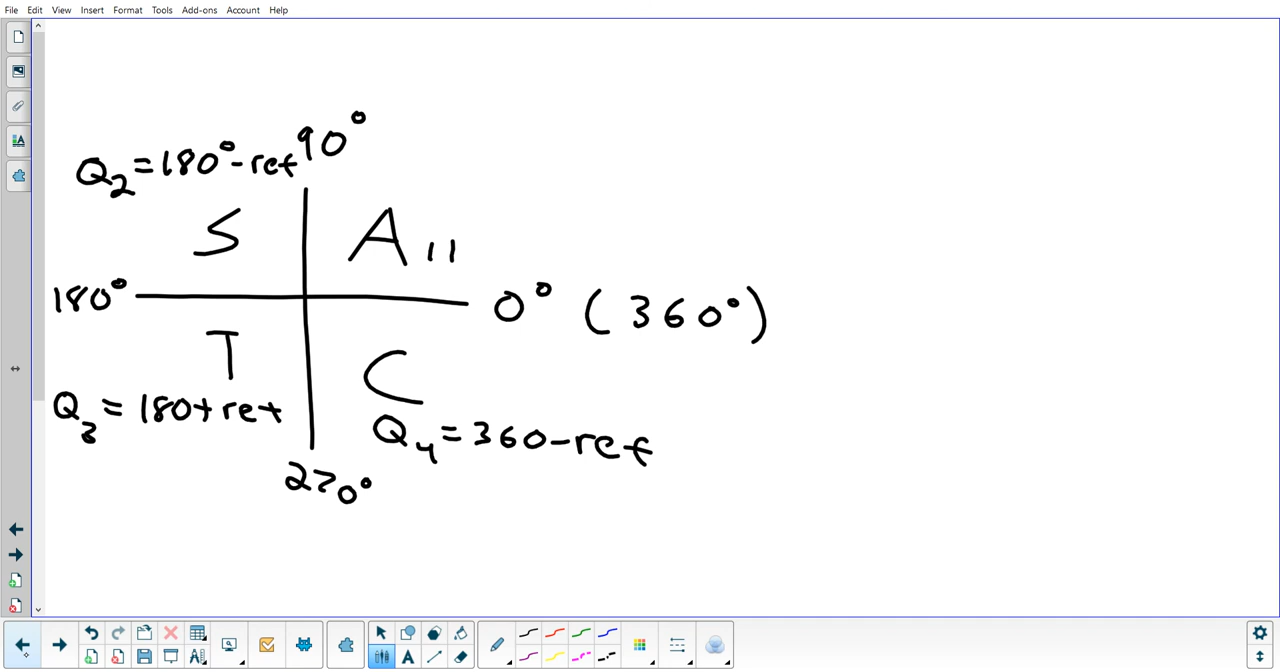 File Edit View Insert Format Tools Add-ons Account Help
90°
Q2 = 180° - ref
S All
180° 0° (360°)
T C
Q3 = 180 + ref
Q4 = 360 - ref
270°